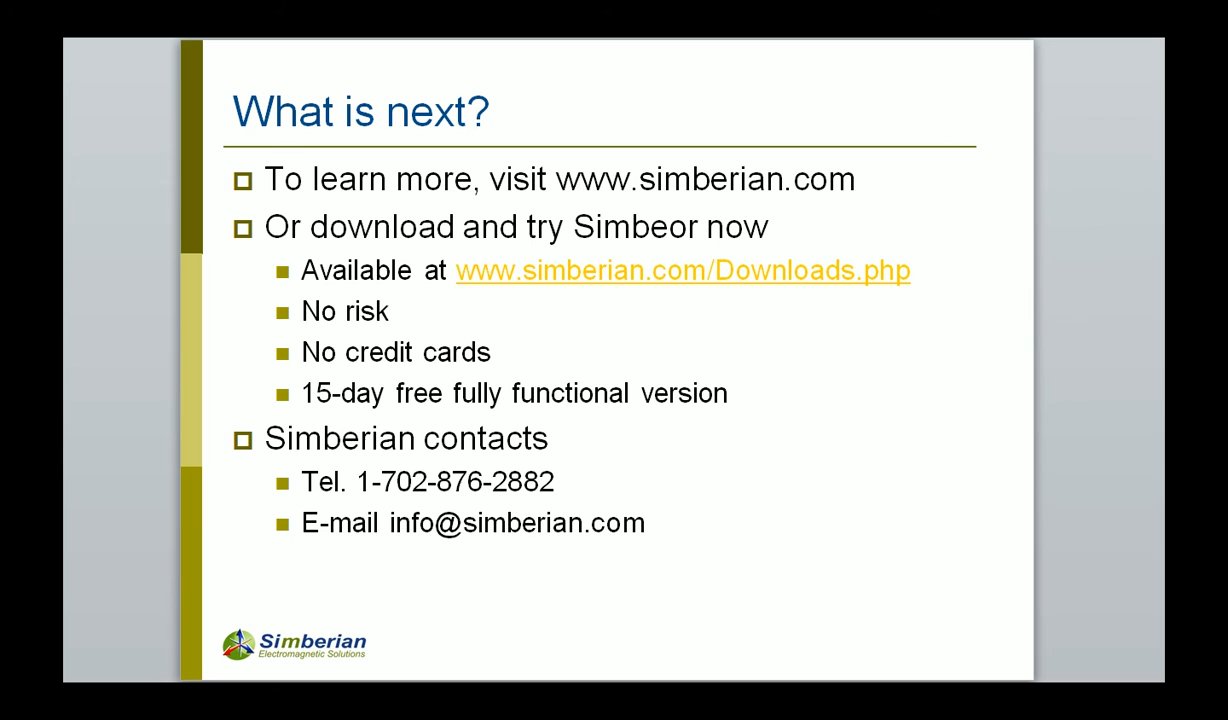 What is next?
To learn more, visit www.simberian.com
Or download and try Simbeor now
Available at www.simberian.com/Downloads.php
No risk
No credit cards
15-day free fully functional version
Simberian contacts
Tel. 1-702-876-2882
E-mail info@simberian.com
Simberian
Electromagnetic Solutions